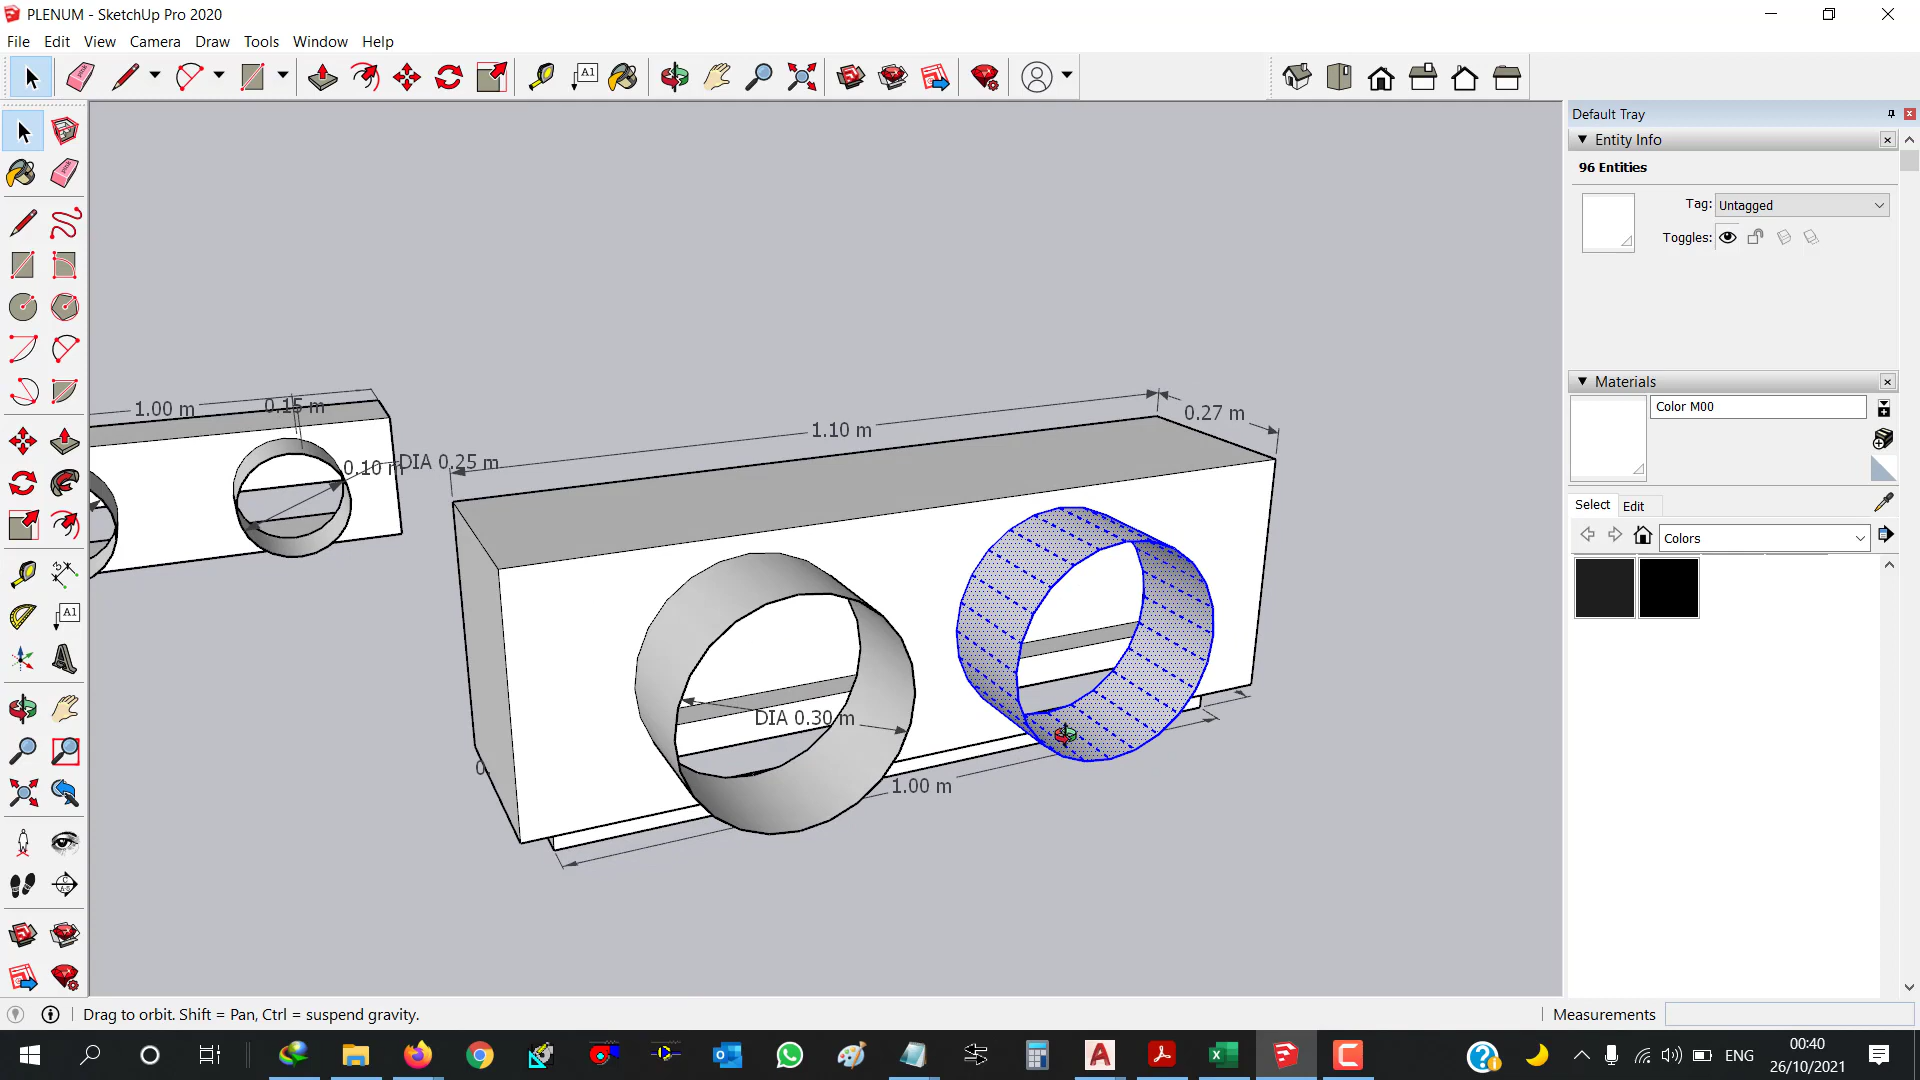 PLENUM - SketchUp Pro 2020
File Edit View Camera Draw Tools Window Help
A1
Default Tray
Entity Info
96 Entities
Tag: Untagged
Toggles:
Materials
Color M00
Select Edit
Colors
A1
1.00 m
0.15 m
0.10 m
DIA 0.25 m
1.10 m
0.27 m
DIA 0.30 m
0.
1.00 m
Drag to orbit. Shift = Pan, Ctrl = suspend gravity.
Measurements
ENG
00:40
26/10/2021